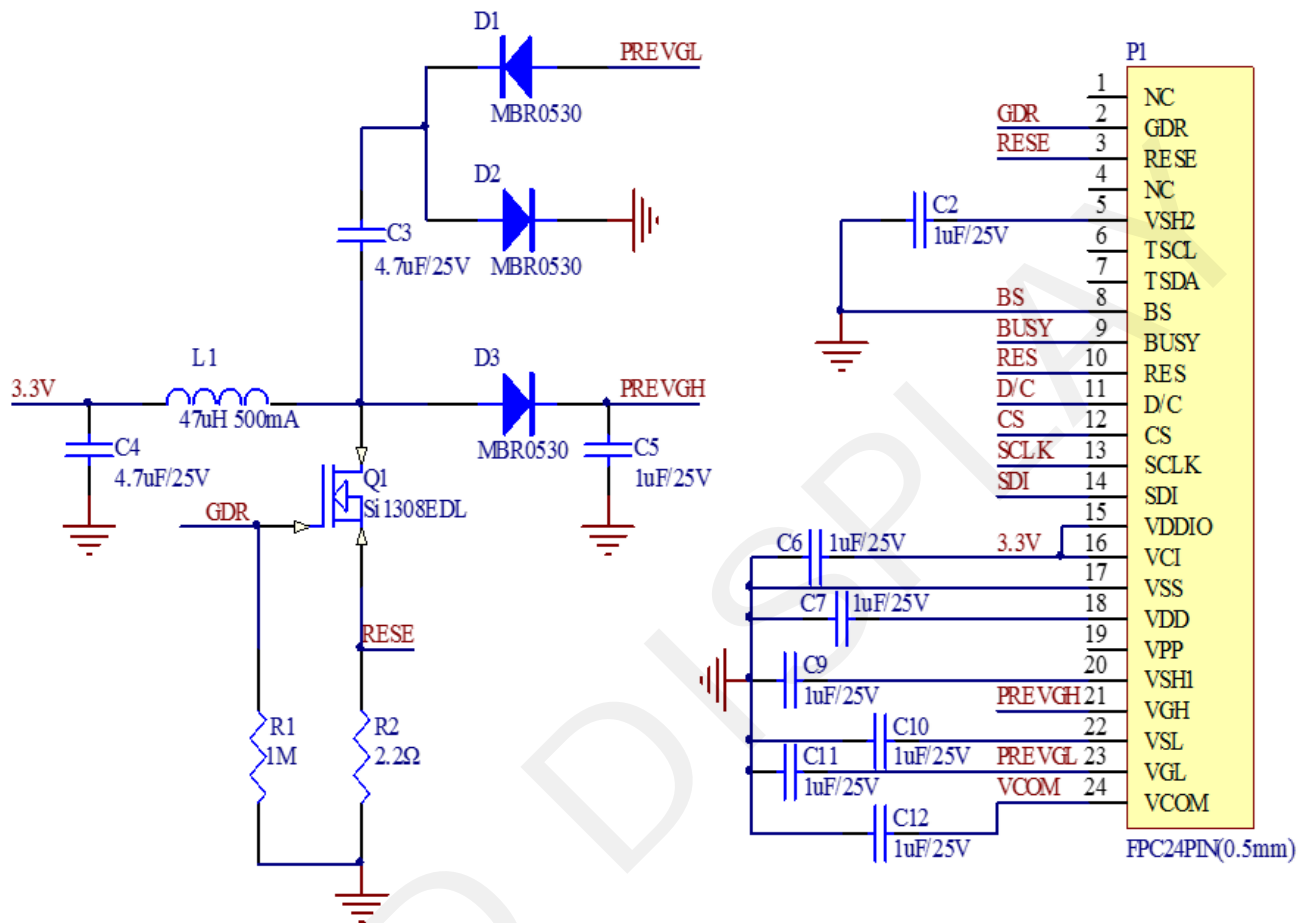 D1
PREVGL
MBR0530
D2
MBR0530
C3
4.7uF/25V
L1
3.3V
47uH 500mA
D3
PREVGH
MBR0530
C4
4.7uF/25V
C5
1uF/25V
Q1
Si1308EDL
GDR
RESE
R1
1M
R2
2.2Ω
P1
1 NC
GDR 2 GDR
RESE 3 RESE
4 NC
C2
1uF/25V
5 VSH2
6 TSCL
7 TSDA
BS 8 BS
BUSY 9 BUSY
RES 10 RES
D/C 11 D/C
CS 12 CS
SCLK 13 SCLK
SDI 14 SDI
15 VDDIO
C6 1uF/25V 3.3V 16 VCI
17 VSS
C7 1uF/25V 18 VDD
19 VPP
C9
1uF/25V
20 VSH1
PREVGH 21 VGH
C10
1uF/25V
22 VSL
C11
1uF/25V
PREVGL 23 VGL
VCOM 24 VCOM
C12
1uF/25V
FPC24PIN(0.5mm)
D DISPLAY